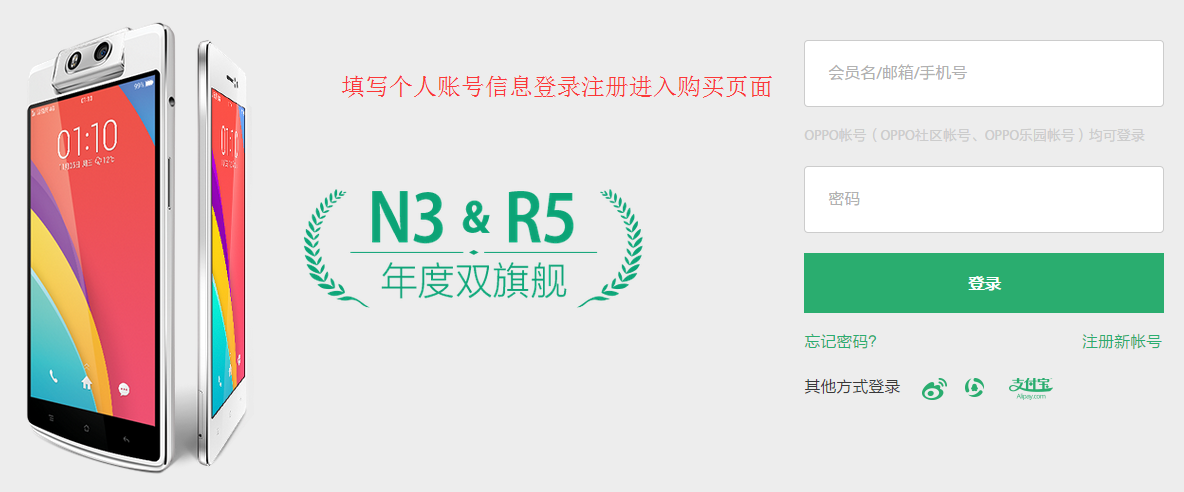 填写个人账号信息登录注册进入购买页面
N3 & R5
年度双旗舰
01:10
12°C
99%
01:10
会员名/邮箱/手机号
OPPO帐号（OPPO社区帐号、OPPO乐园帐号）均可登录
密码
登录
忘记密码?
注册新帐号
其他方式登录
支付宝
Alipay.com